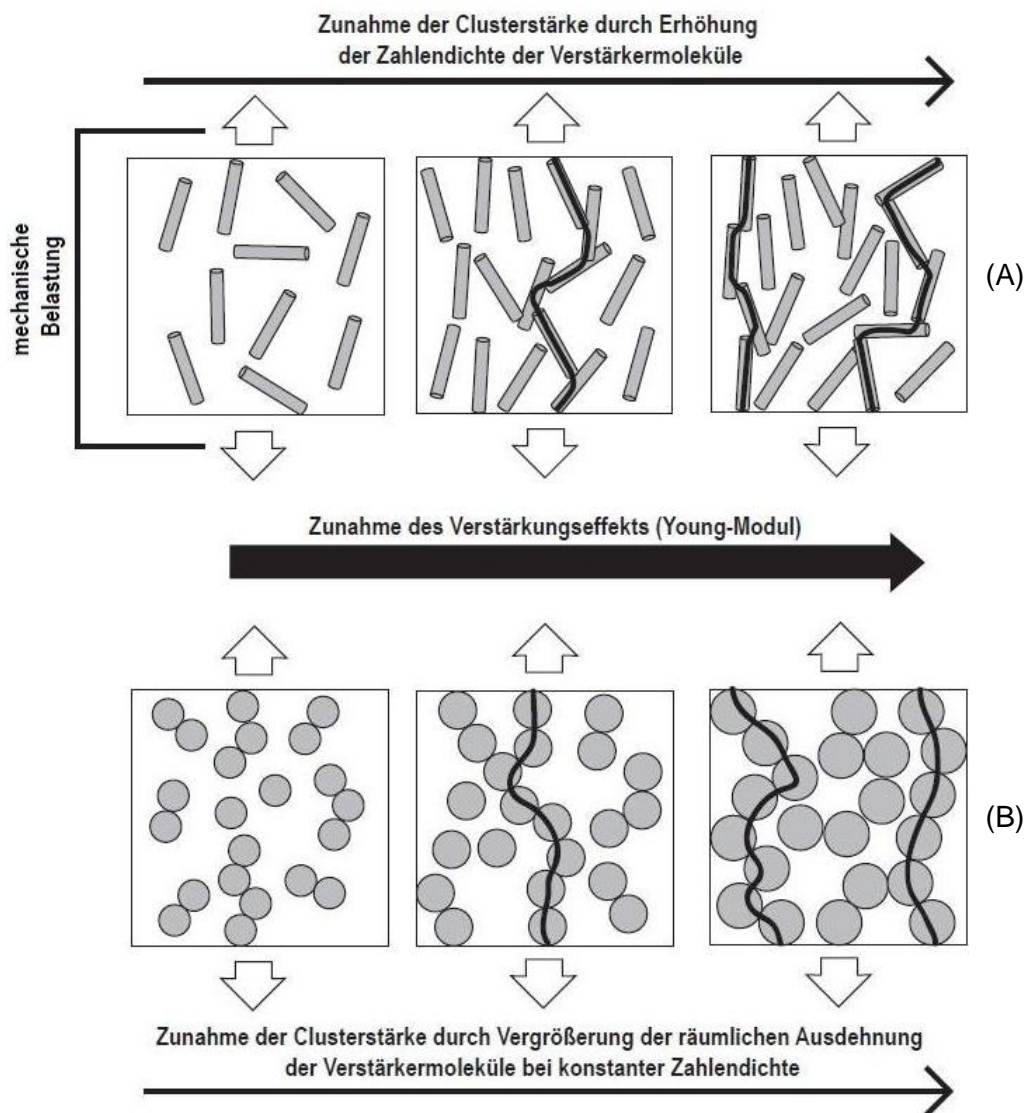 Zunahme der Clusterstärke durch Erhöhung
der Zahlendichte der Verstärkermoleküle
mechanische
Belastung
(A)
Zunahme des Verstärkungseffekts (Young-Modul)
(B)
Zunahme der Clusterstärke durch Vergrößerung der räumlichen Ausdehnung
der Verstärkermoleküle bei konstanter Zahlendichte